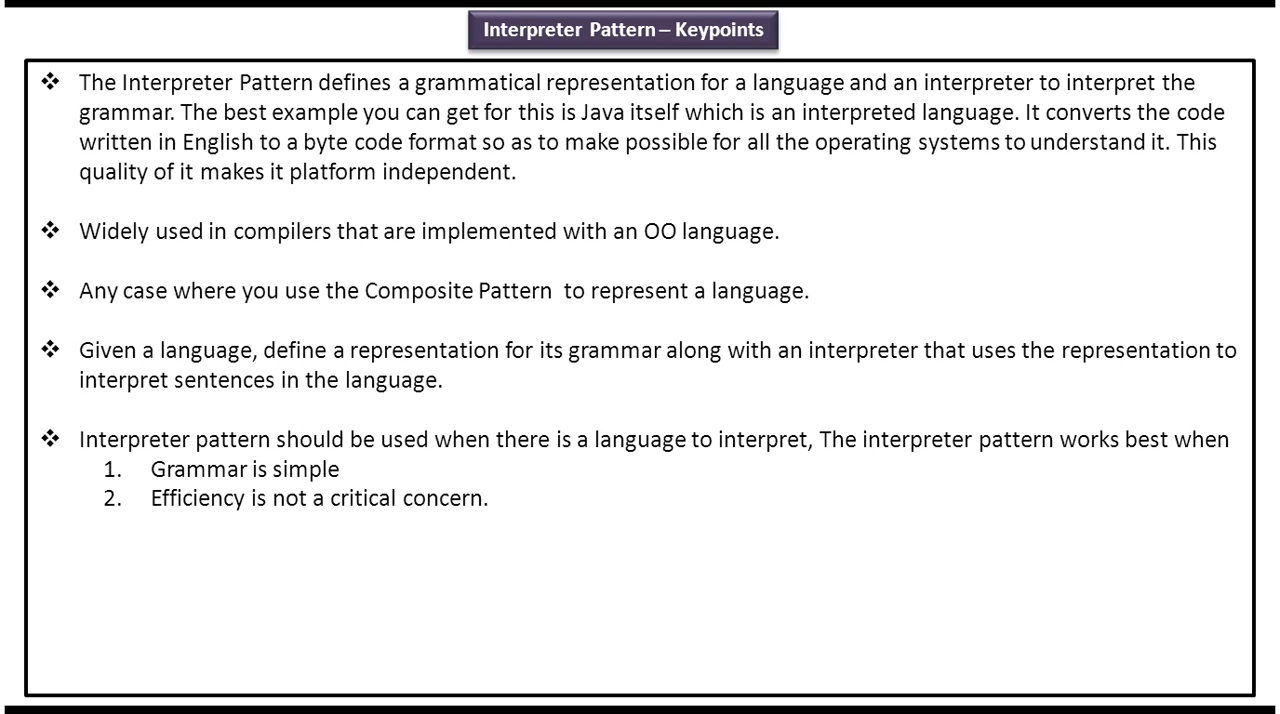 Interpreter Pattern – Keypoints
❖ The Interpreter Pattern defines a grammatical representation for a language and an interpreter to interpret the
grammar. The best example you can get for this is Java itself which is an interpreted language. It converts the code
written in English to a byte code format so as to make possible for all the operating systems to understand it. This
quality of it makes it platform independent.
❖ Widely used in compilers that are implemented with an OO language.
❖ Any case where you use the Composite Pattern to represent a language.
❖ Given a language, define a representation for its grammar along with an interpreter that uses the representation to
interpret sentences in the language.
❖ Interpreter pattern should be used when there is a language to interpret, The interpreter pattern works best when
1. Grammar is simple
2. Efficiency is not a critical concern.